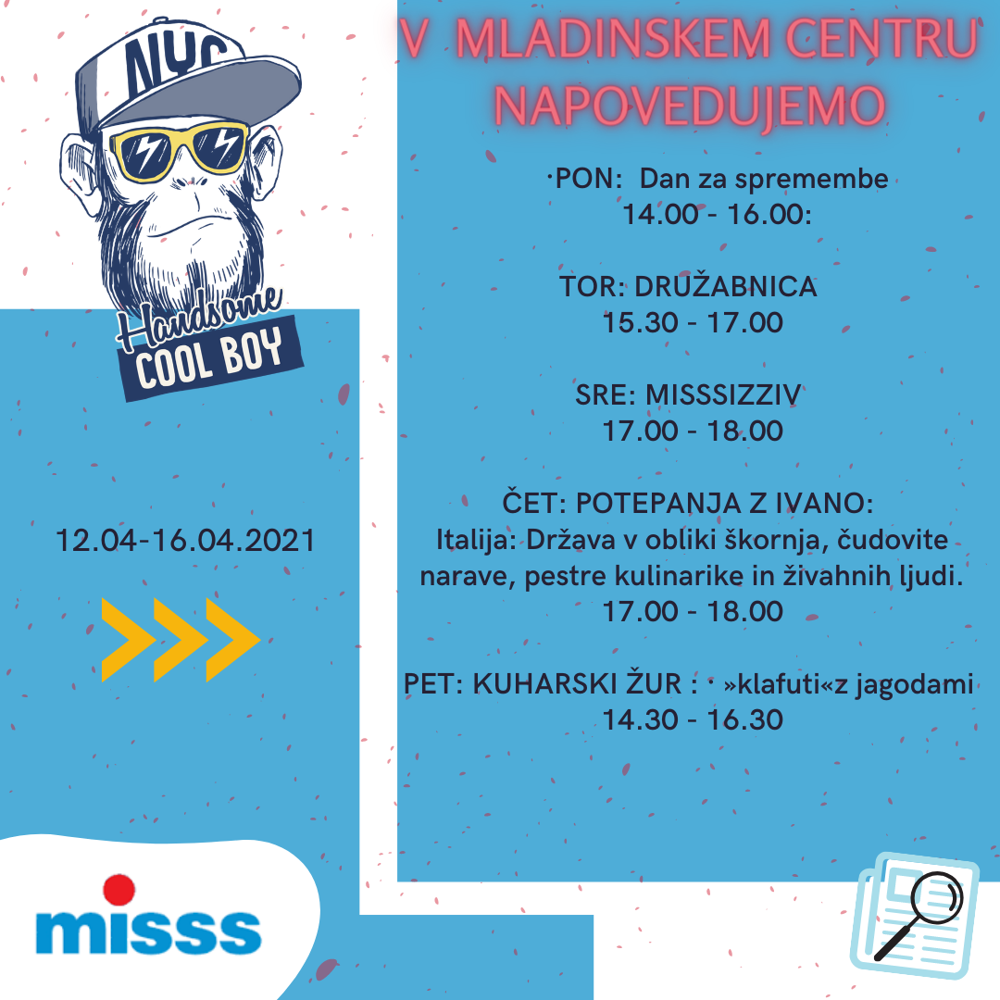 NYC
Handsome
COOL BOY
12.04-16.04.2021
misss
V MLADINSKEM CENTRU
NAPOVEDUJEMO
·PON: Dan za spremembe
14.00 - 16.00:
TOR: DRUŽABNICA
15.30 - 17.00
SRE: MISSSIZZIV
17.00 - 18.00
ČET: POTEPANJA Z IVANO:
Italija: Država v obliki škornja, čudovite
narave, pestre kulinarike in živahnih ljudi.
17.00 - 18.00
PET: KUHARSKI ŽUR : · »klafuti«z jagodami
14.30 - 16.30